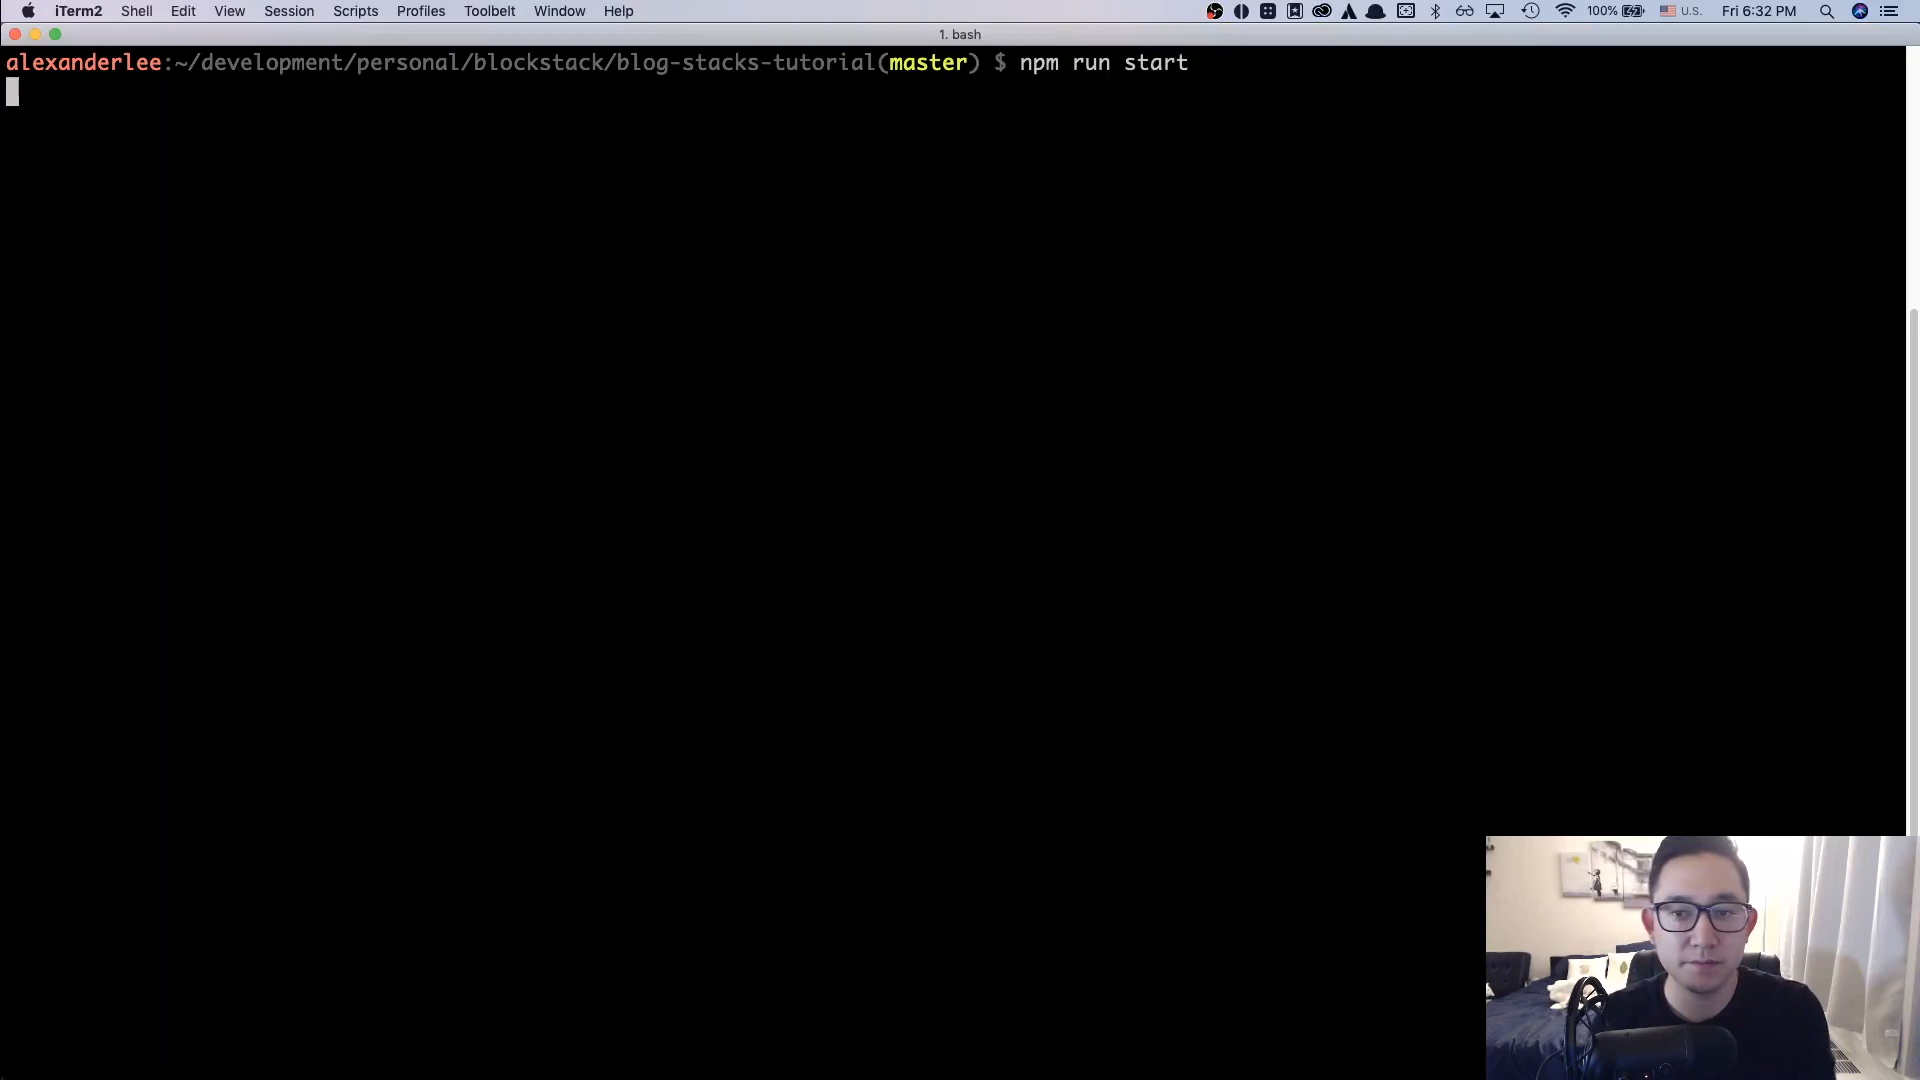 iTerm2 Shell Edit View Session Scripts Profiles Toolbelt Window Help 100% U.S. Fri 6:32 PM
1. bash
alexanderlee:~/development/personal/blockstack/blog-stacks-tutorial(master) $ npm run start